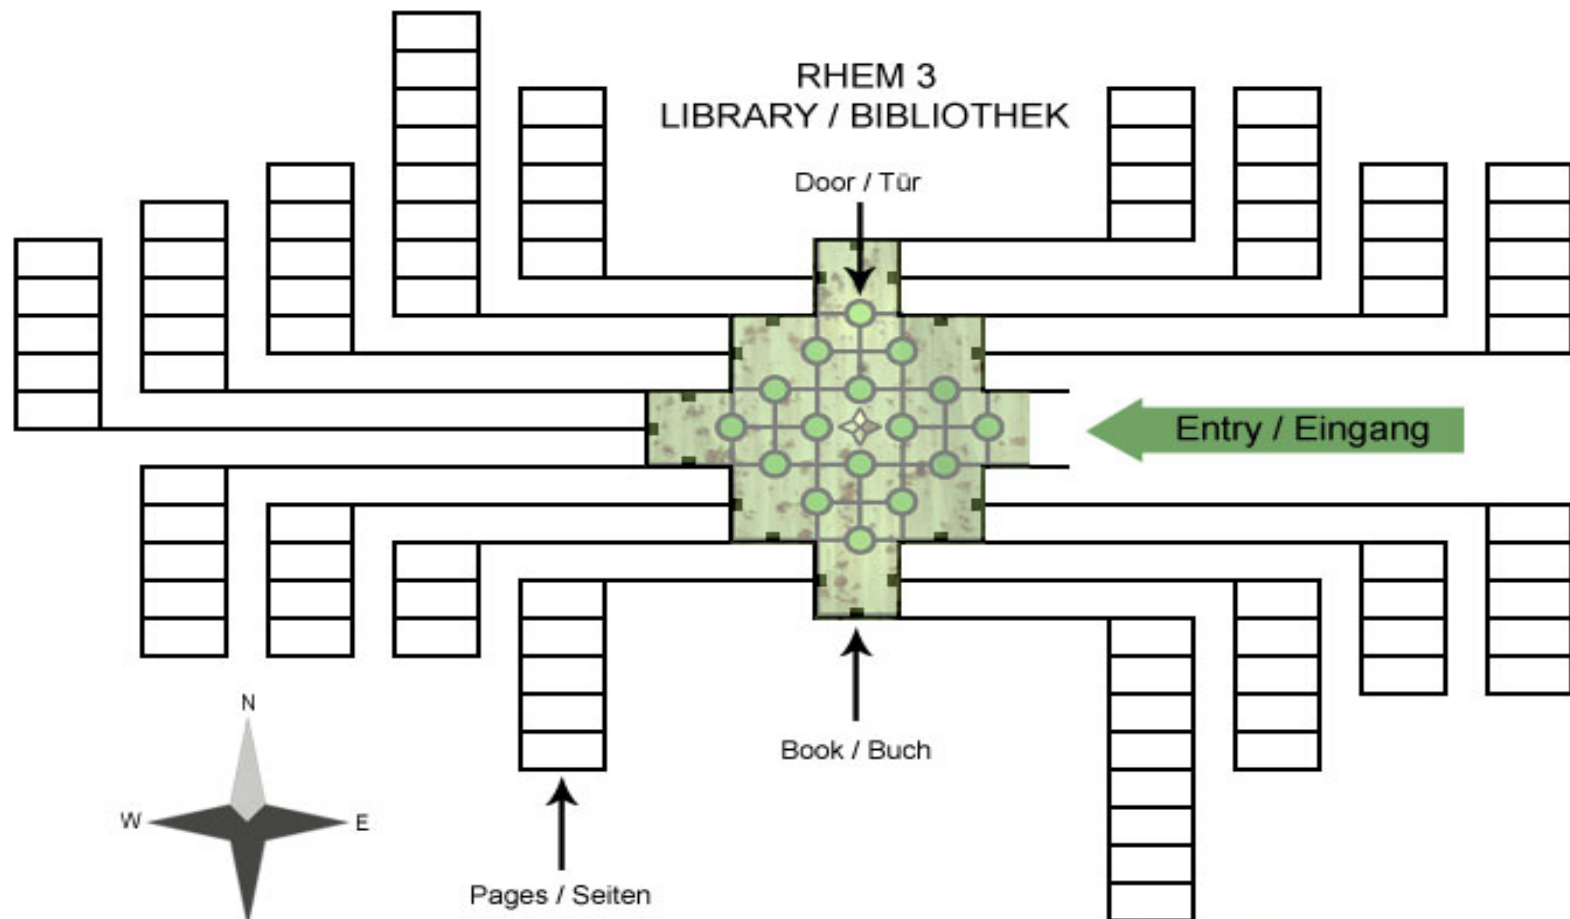 RHEM 3
LIBRARY / BIBLIOTHEK
Door / Tür
Entry / Eingang
Book / Buch
Pages / Seiten
N
W
E